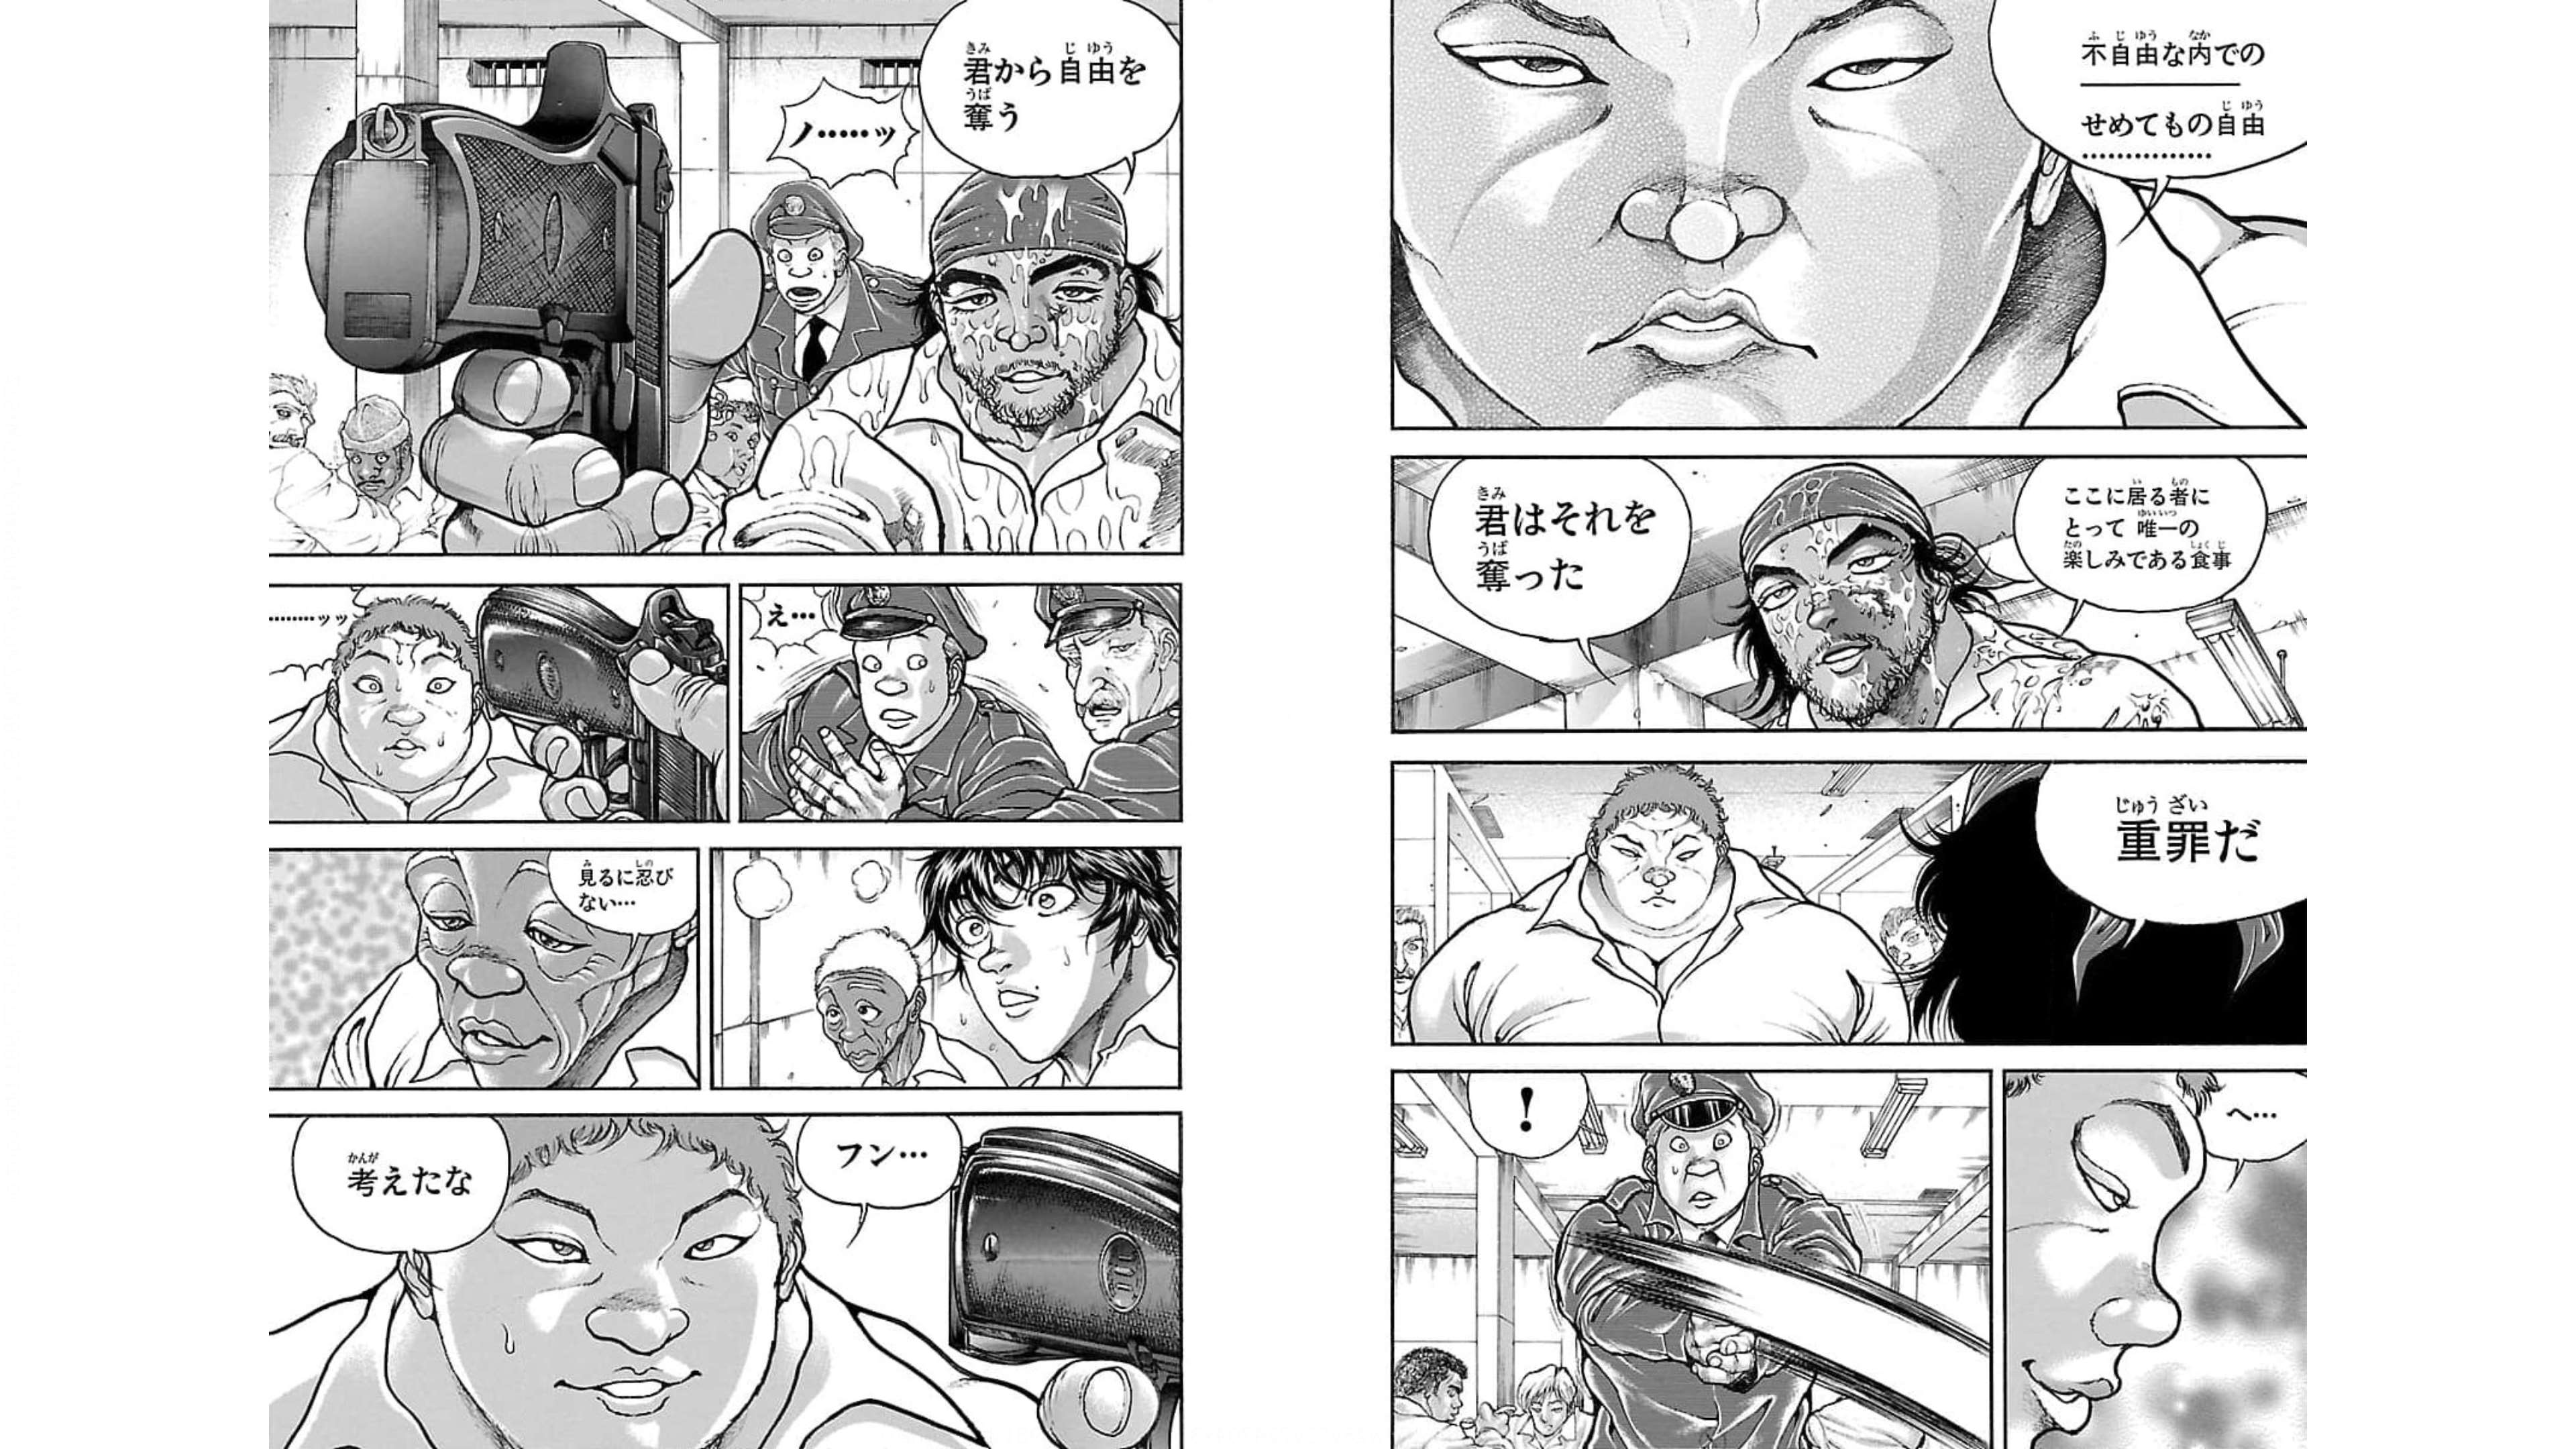 不自由な内での
せめてもの自由
ここに居る者に
とって 唯一の
楽しみである食事
君はそれを
奪った
重罪だ
へ…
！
君から自由を
奪う
ノ……ッ
え…
………ッッ
見るに忍び
ない…
フン…
考えたな